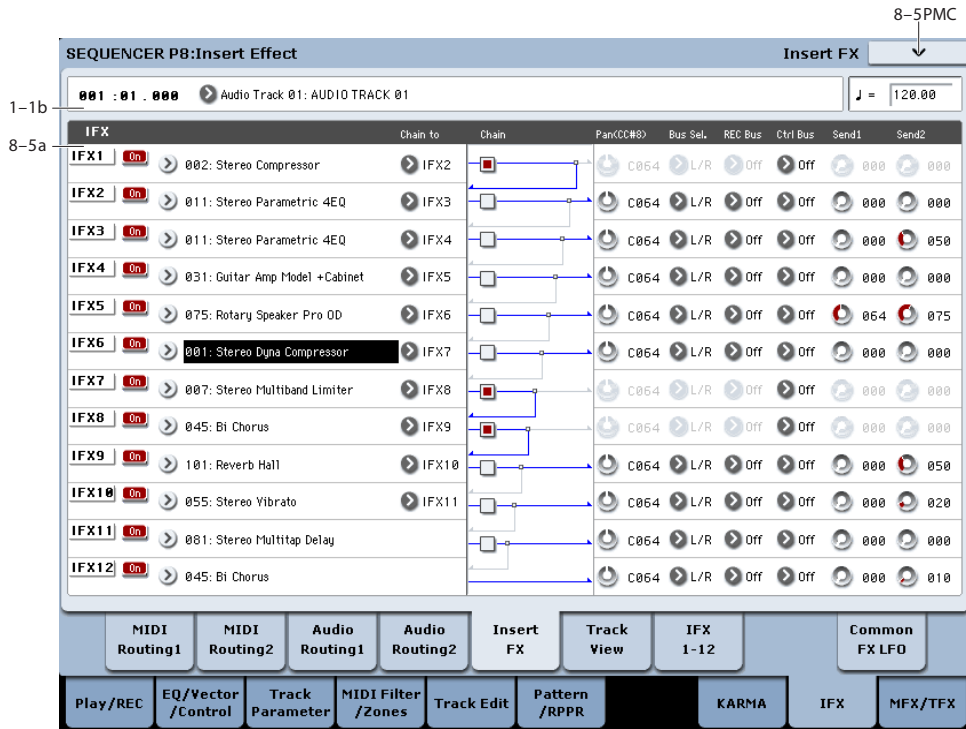 8–5PMC
SEQUENCER P8:Insert Effect Insert FX
001 :01 . 000 Audio Track 01: AUDIO TRACK 01 ♩ = 120.00
1–1b
IFX Chain to Chain Pan(CC#8) Bus Sel. REC Bus Ctrl Bus Send1 Send2
8–5a
IFX1 On 002: Stereo Compressor IFX2 C064 L/R Off Off 000 000
IFX2 On 011: Stereo Parametric 4EQ IFX3 C064 L/R Off Off 000 000
IFX3 On 011: Stereo Parametric 4EQ IFX4 C064 L/R Off Off 000 050
IFX4 On 031: Guitar Amp Model +Cabinet IFX5 C064 L/R Off Off 000 000
IFX5 On 075: Rotary Speaker Pro OD IFX6 C064 L/R Off Off 064 075
IFX6 On 001: Stereo Dyna Compressor IFX7 C064 L/R Off Off 000 000
IFX7 On 007: Stereo Multiband Limiter IFX8 C064 L/R Off Off 000 000
IFX8 On 045: Bi Chorus IFX9 C064 L/R Off Off 000 000
IFX9 On 101: Reverb Hall IFX10 C064 L/R Off Off 000 050
IFX10 On 055: Stereo Vibrato IFX11 C064 L/R Off Off 000 020
IFX11 On 081: Stereo Multitap Delay C064 L/R Off Off 000 000
IFX12 On 045: Bi Chorus C064 L/R Off Off 000 010
MIDI Routing1 MIDI Routing2 Audio Routing1 Audio Routing2 Insert FX Track View IFX 1-12 Common FX LFO
Play/REC EQ/Vector /Control Track Parameter MIDI Filter /Zones Track Edit Pattern /RPPR KARMA IFX MFX/TFX